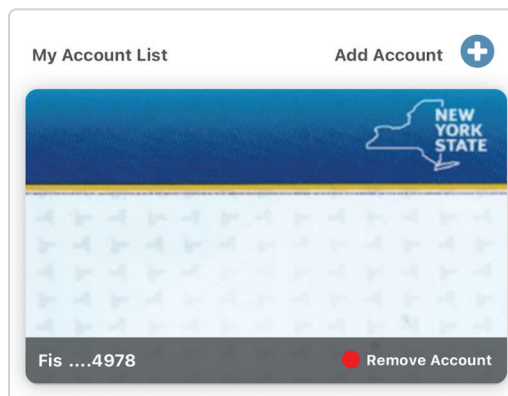 My Account List
Add Account
NEW
YORK
STATE
Fis ....4978
Remove Account